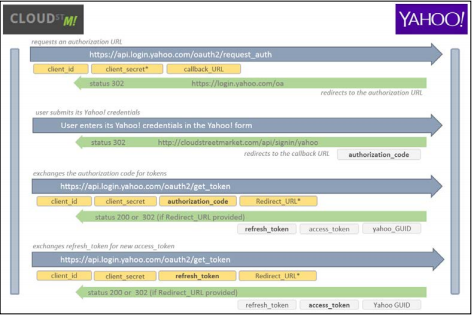 CLOUDST M!
YAHOO!
requests an authorization URL
https://api.login.yahoo.com/oauth2/request_auth
client_id client_secret* callback_URL
status 302 https://login.yahoo.com/oa
redirects to the authorization URL
user submits its Yahoo! credentials
User enters its Yahoo! credentials in the Yahoo! form
status 302 http://cloudstreetmarket.com/api/signin/yahoo
redirects to the callback URL authorization_code
exchanges the authorization code for tokens
https://api.login.yahoo.com/oauth2/get_token
client_id client_secret authorization_code Redirect_URL*
status 200 or 302 (if Redirect_URL provided)
refresh_token access_token yahoo_GUID
exchanges refresh_token for new access_token
https://api.login.yahoo.com/oauth2/get_token
client_id client_secret refresh_token Redirect_URL*
status 200 or 302 (if Redirect_URL provided)
refresh_token access_token Yahoo GUID